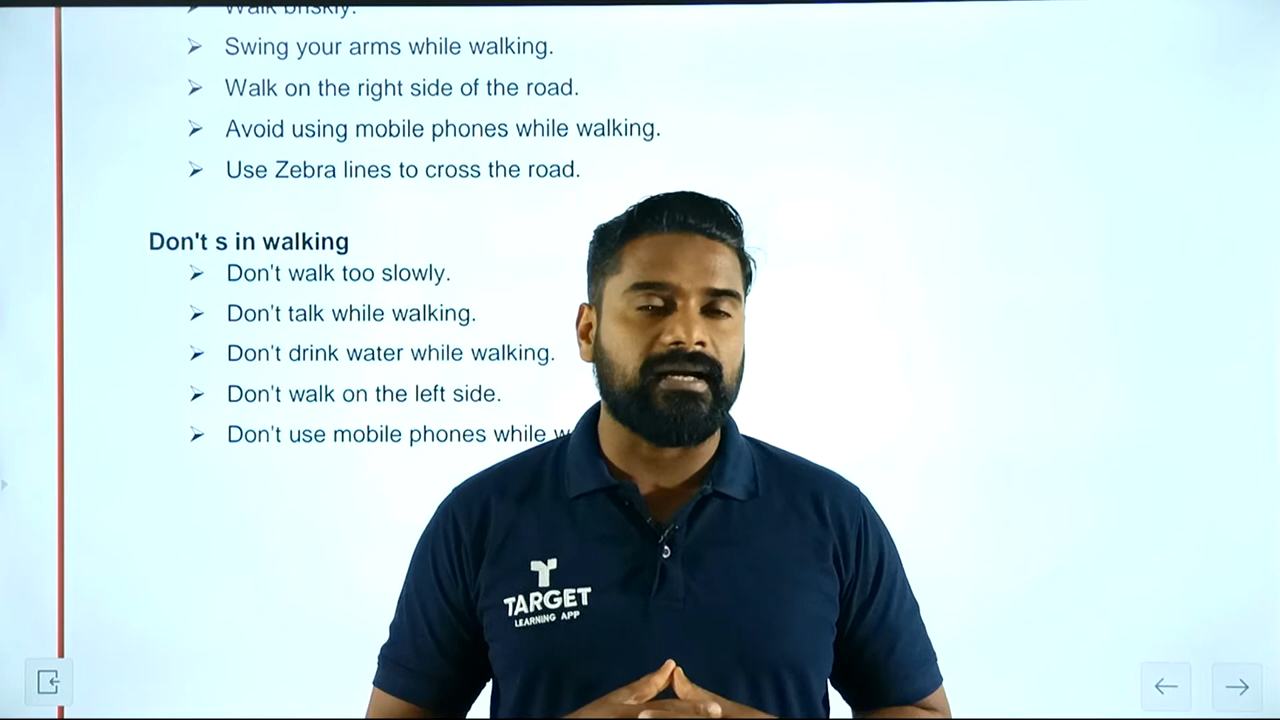 Walk briskly.
Swing your arms while walking.
Walk on the right side of the road.
Avoid using mobile phones while walking.
Use Zebra lines to cross the road.
Don't s in walking
Don't walk too slowly.
Don't talk while walking.
Don't drink water while walking.
Don't walk on the left side.
Don't use mobile phones while w
TARGET
LEARNING APP